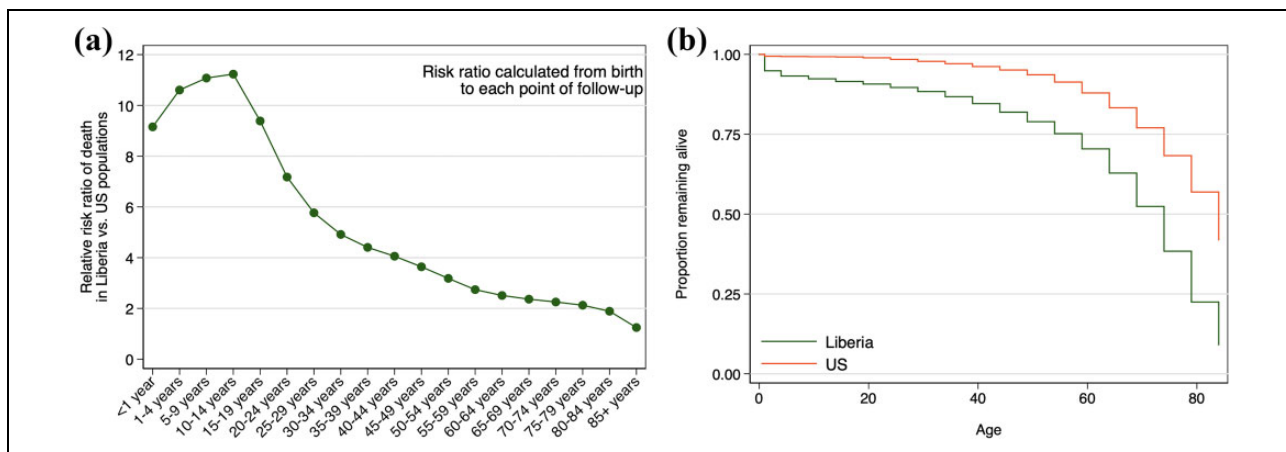 (a)
12
10
8
6
4
2
0
Relative risk ratio of death
in Liberia vs. US populations
Risk ratio calculated from birth
to each point of follow-up
<1 year
1-4 years
5-9 years
10-14 years
15-19 years
20-24 years
25-29 years
30-34 years
35-39 years
40-44 years
45-49 years
50-54 years
55-59 years
60-64 years
65-69 years
70-74 years
75-79 years
80-84 years
85+ years
(b)
1.00
0.75
0.50
0.25
0.00
Proportion remaining alive
Liberia
US
0
20
40
60
80
Age